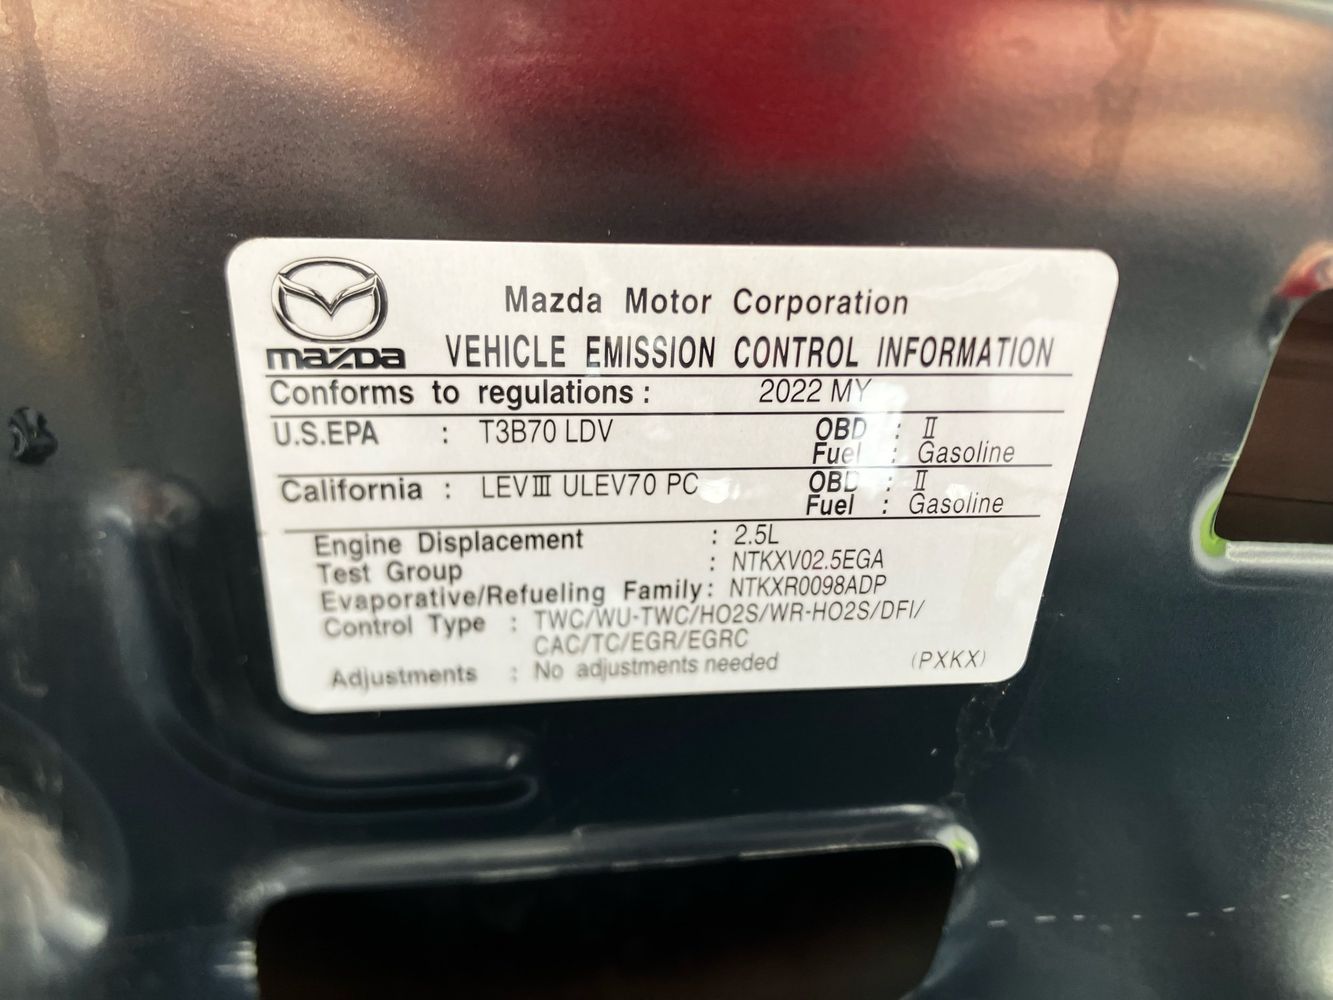 mazda
Mazda Motor Corporation
VEHICLE EMISSION CONTROL INFORMATION
Conforms to regulations : 2022 MY
U.S.EPA : T3B70 LDV OBD : Ⅱ
Fuel : Gasoline
California : LEVⅢ ULEV70 PC OBD : Ⅱ
Fuel : Gasoline
Engine Displacement : 2.5L
Test Group : NTKXV02.5EGA
Evaporative/Refueling Family : NTKXR0098ADP
Control Type : TWC/WU-TWC/HO2S/WR-HO2S/DFI/
CAC/TC/EGR/EGRC
Adjustments : No adjustments needed (PXKX)